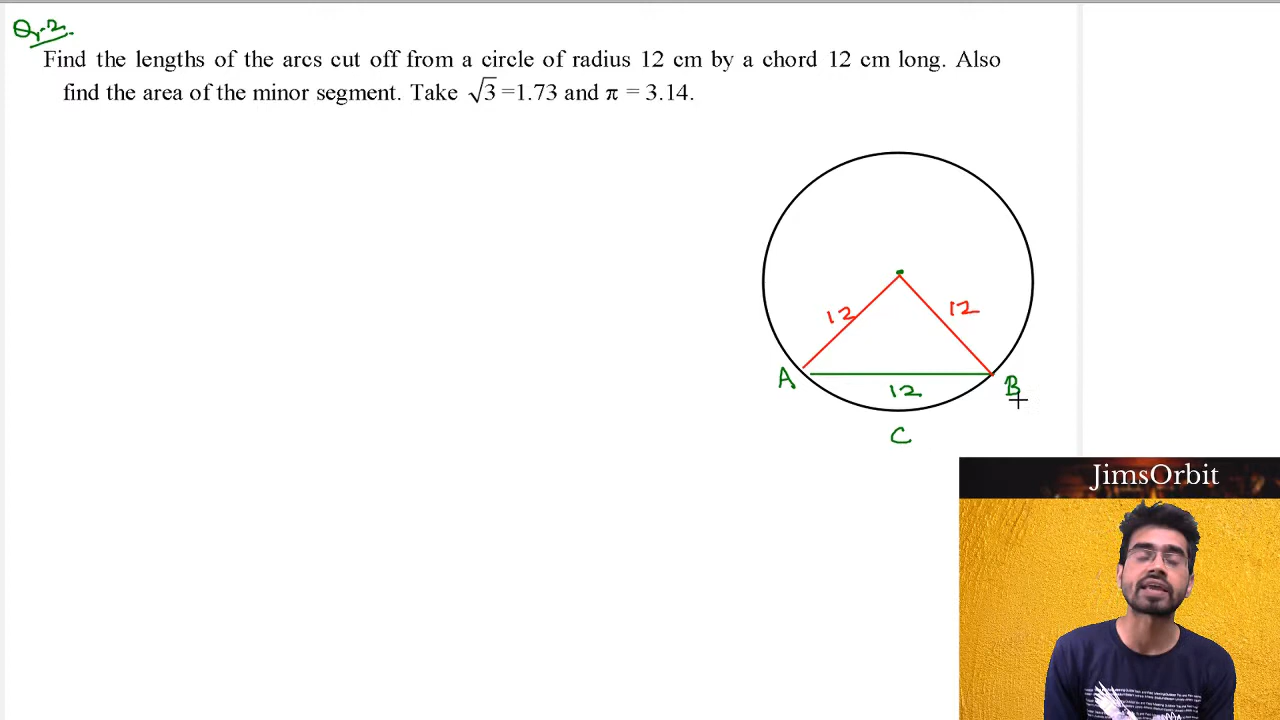 Q.2.
Find the lengths of the arcs cut off from a circle of radius 12 cm by a chord 12 cm long. Also
find the area of the minor segment. Take √3 =1.73 and π = 3.14.
12
12
A
12
B
C
JimsOrbit